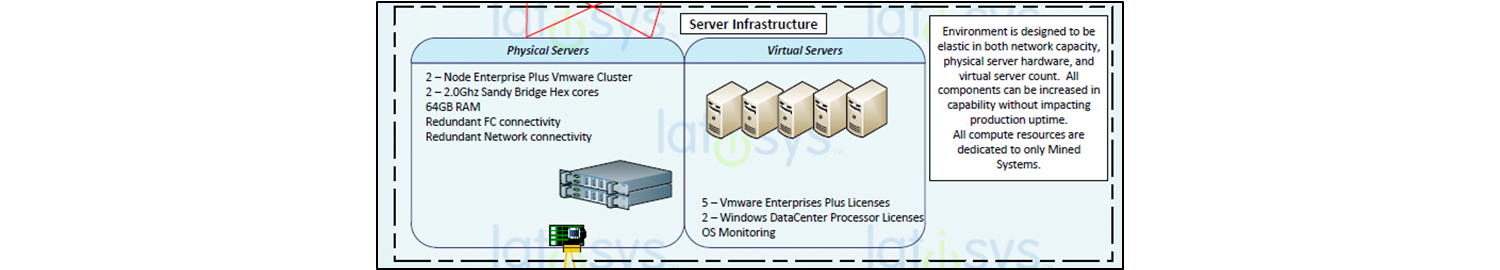 Server Infrastructure
Physical Servers
2 – Node Enterprise Plus Vmware Cluster
2 – 2.0Ghz Sandy Bridge Hex cores
64GB RAM
Redundant FC connectivity
Redundant Network connectivity
Virtual Servers
5 – Vmware Enterprises Plus Licenses
2 – Windows DataCenter Processor Licenses
OS Monitoring
Environment is designed to be
elastic in both network capacity,
physical server hardware, and
virtual server count.  All
components can be increased in
capability without impacting
production uptime.
All compute resources are
dedicated to only Mined
Systems.
latisys
latisys
latisys
latisys
latisys